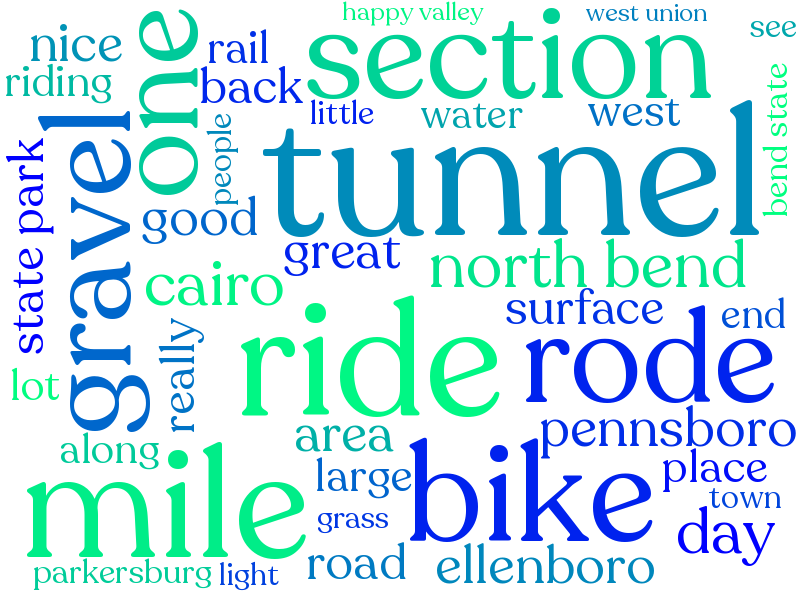 happy valley
west union
see
nice
one
rail
section
riding
back
little
water
west
bend state
gravel
people
tunnel
state park
good
great
north bend
cairo
surface
end
ride
rode
really
lot
along
area
pennsboro
mile
large
bike
place
town
grass
day
parkersburg
light
road
ellenboro